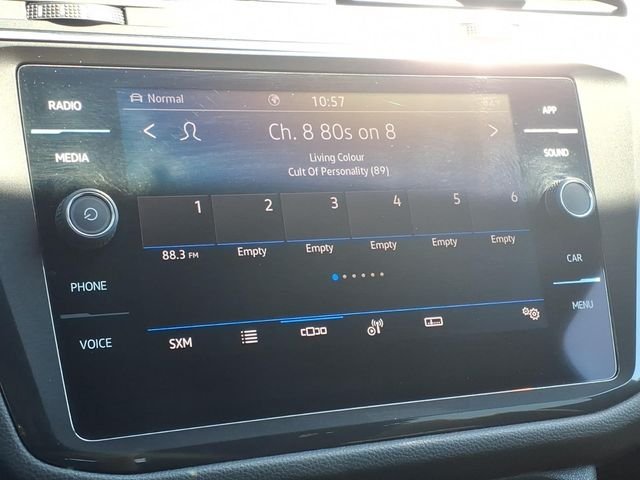 RADIO
MEDIA
PHONE
VOICE
Normal
10:57
Ch. 8 80s on 8
Living Colour
Cult Of Personality (89)
1 2 3 4 5 6
88.3 FM Empty Empty Empty Empty Empty
SXM
APP
SOUND
CAR
MENU